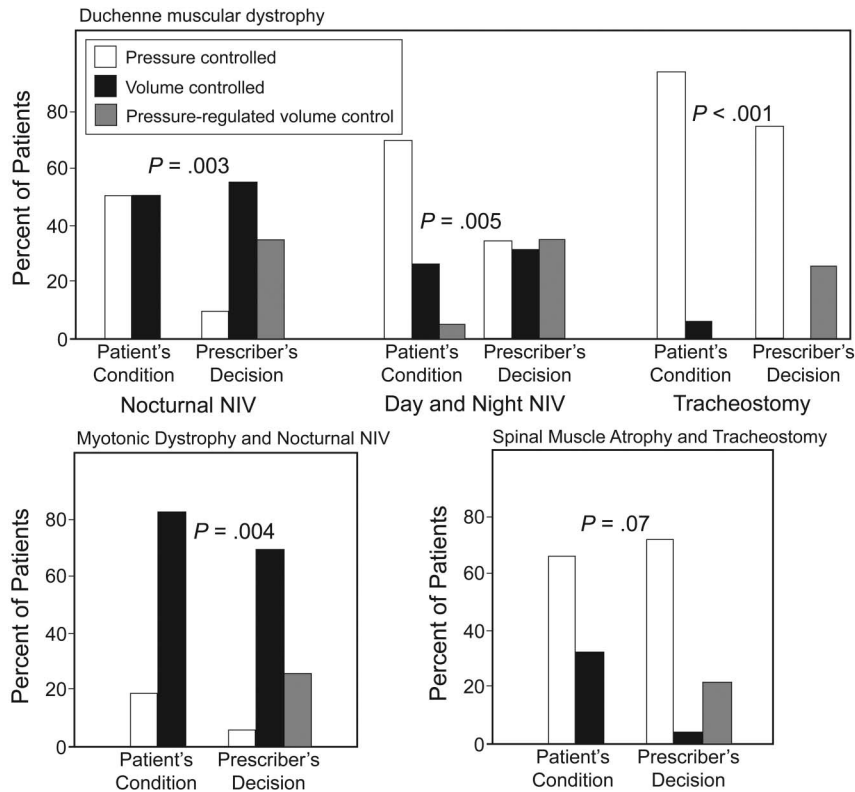 Duchenne muscular dystrophy
Pressure controlled
Volume controlled
Pressure-regulated volume control
Percent of Patients
80
60
40
20
0
P = .003
P = .005
P < .001
Patient's Condition
Prescriber's Decision
Patient's Condition
Prescriber's Decision
Patient's Condition
Prescriber's Decision
Nocturnal NIV
Day and Night NIV
Tracheostomy
Myotonic Dystrophy and Nocturnal NIV
Percent of Patients
80
60
40
20
0
P = .004
Patient's Condition
Prescriber's Decision
Spinal Muscle Atrophy and Tracheostomy
Percent of Patients
80
60
40
20
0
P = .07
Patient's Condition
Prescriber's Decision